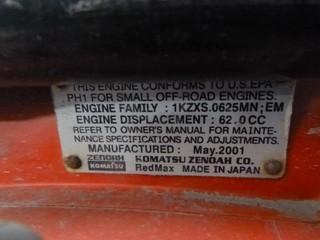 THIS ENGINE CONFORMS TO U.S.EPA
PH1 FOR SMALL OFF-ROAD ENGINES.
ENGINE FAMILY : 1KZXS.0625MN;EM
ENGINE DISPLACEMENT : 62.0CC
REFER TO OWNER'S MANUAL FOR MAINTE-
NANCE SPECIFICATIONS AND ADJUSTMENTS.
MANUFACTURED : May.2001
ZENOAH KOMATSU ZENOAH CO.
KOMATSU RedMax MADE IN JAPAN